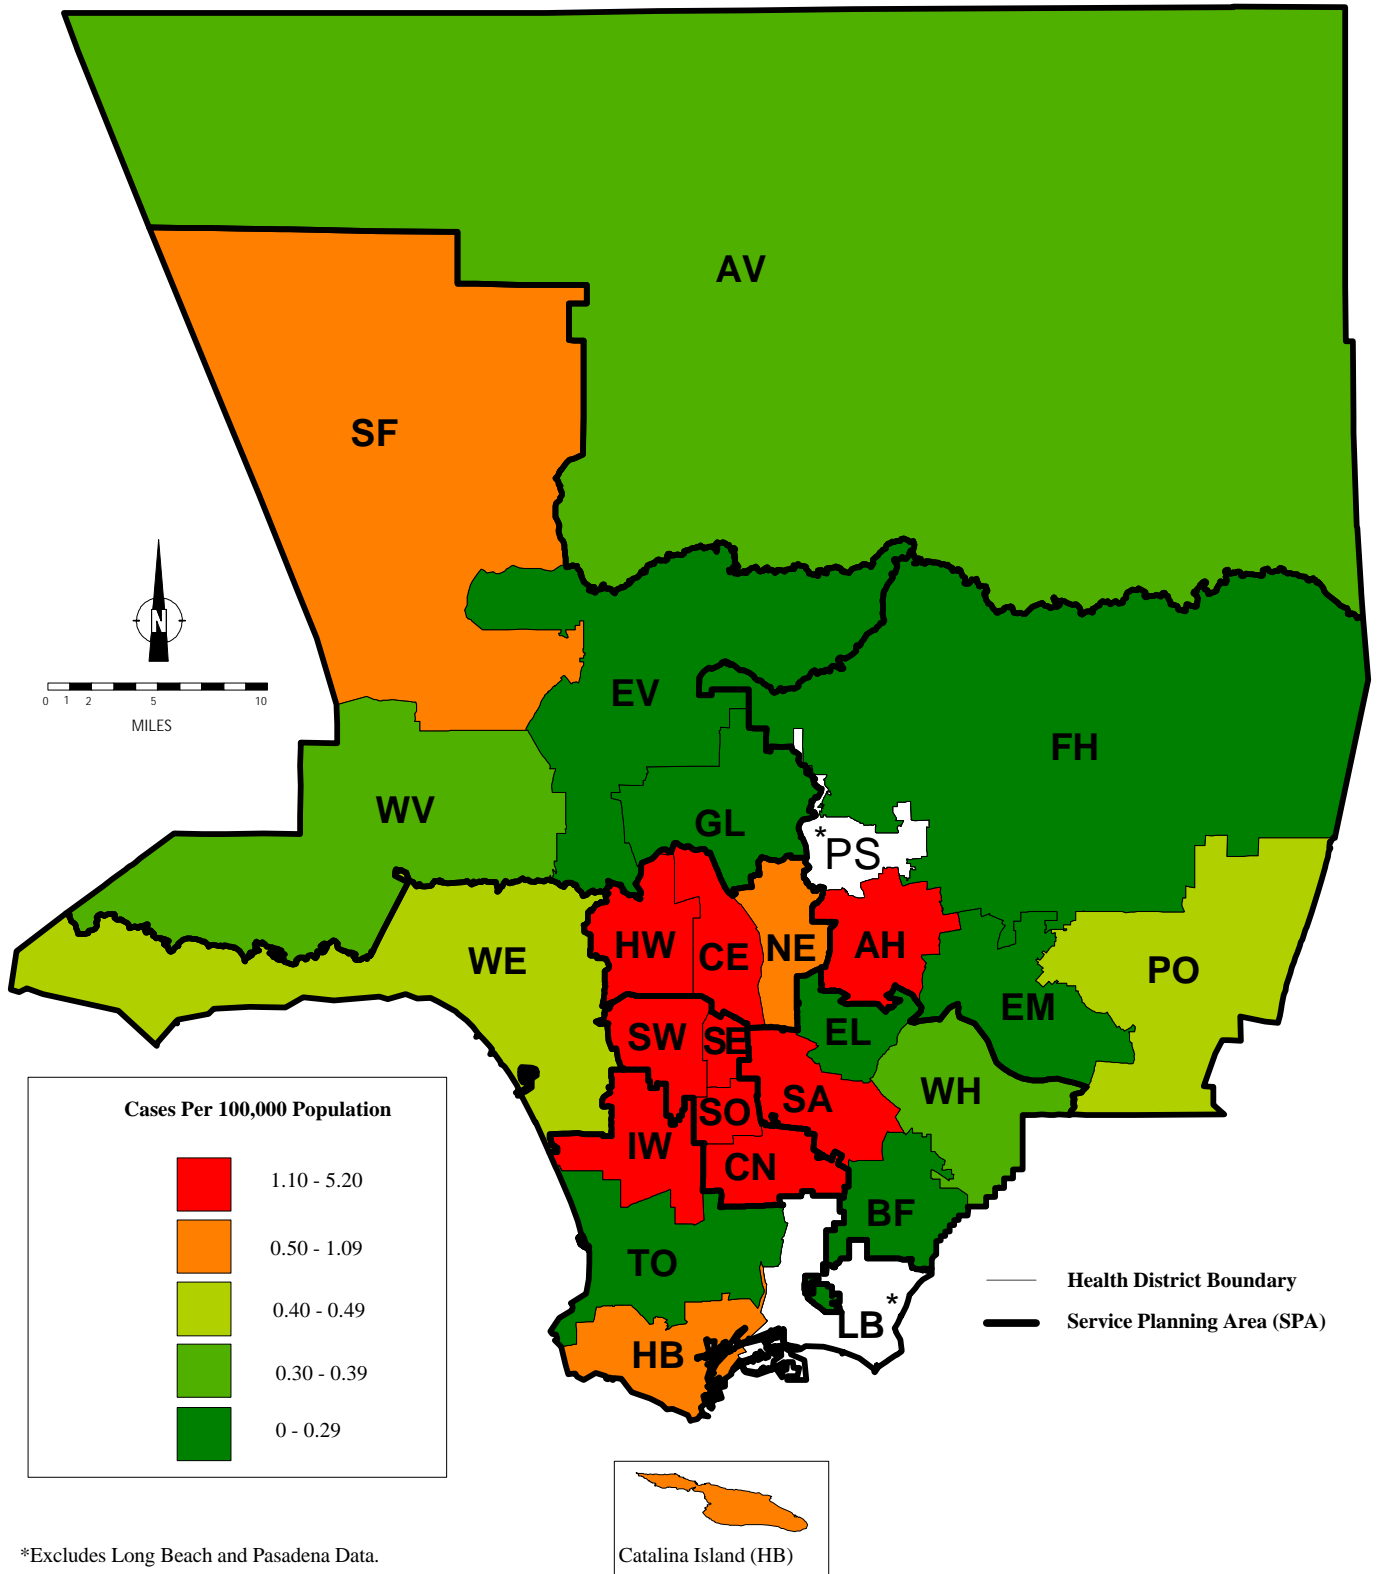 AV
SF
N
0 1 2 5 10
MILES
EV
FH
WV
GL
*PS
HW
CE
NE
AH
WE
PO
EM
SW
SE
EL
WH
SA
SO
IW
CN
BF
TO
LB*
HB
Cases Per 100,000 Population
1.10 - 5.20
0.50 - 1.09
0.40 - 0.49
0.30 - 0.39
0 - 0.29
Health District Boundary
Service Planning Area (SPA)
*Excludes Long Beach and Pasadena Data.
Catalina Island (HB)